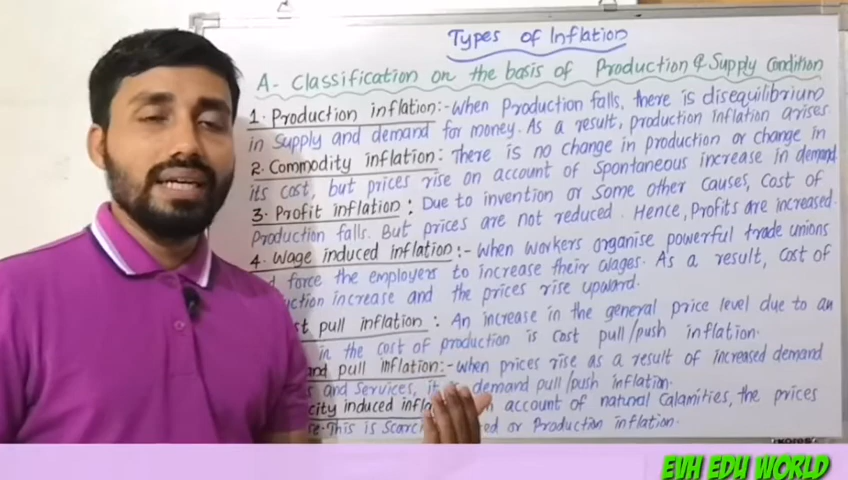 Types of Inflation
A- Classification on the basis of Production & Supply Condition
1. Production inflation:- When Production falls, there is disequilibrium
in Supply and demand for money. As a result, production inflation arises.
2. Commodity inflation: There is no change in production or change in
its cost, but prices rise on account of Spontaneous increase in demand.
3. Profit inflation: Due to invention or Some other causes, Cost of
Production falls. But prices are not reduced. Hence, Profits are increased.
4. Wage induced inflation:- When workers organise powerful trade unions
force the employers to increase their wages. As a result, Cost of
increase and the prices rise upward.
pull inflation: An increase in the general price level due to an
in the cost of production is cost pull/push inflation.
pull inflation:- When prices rise as a result of increased demand
and Services, it is demand pull/push inflation.
induced account of natural Calamities, the prices
This is or Production inflation.
EVH EDU WORLD